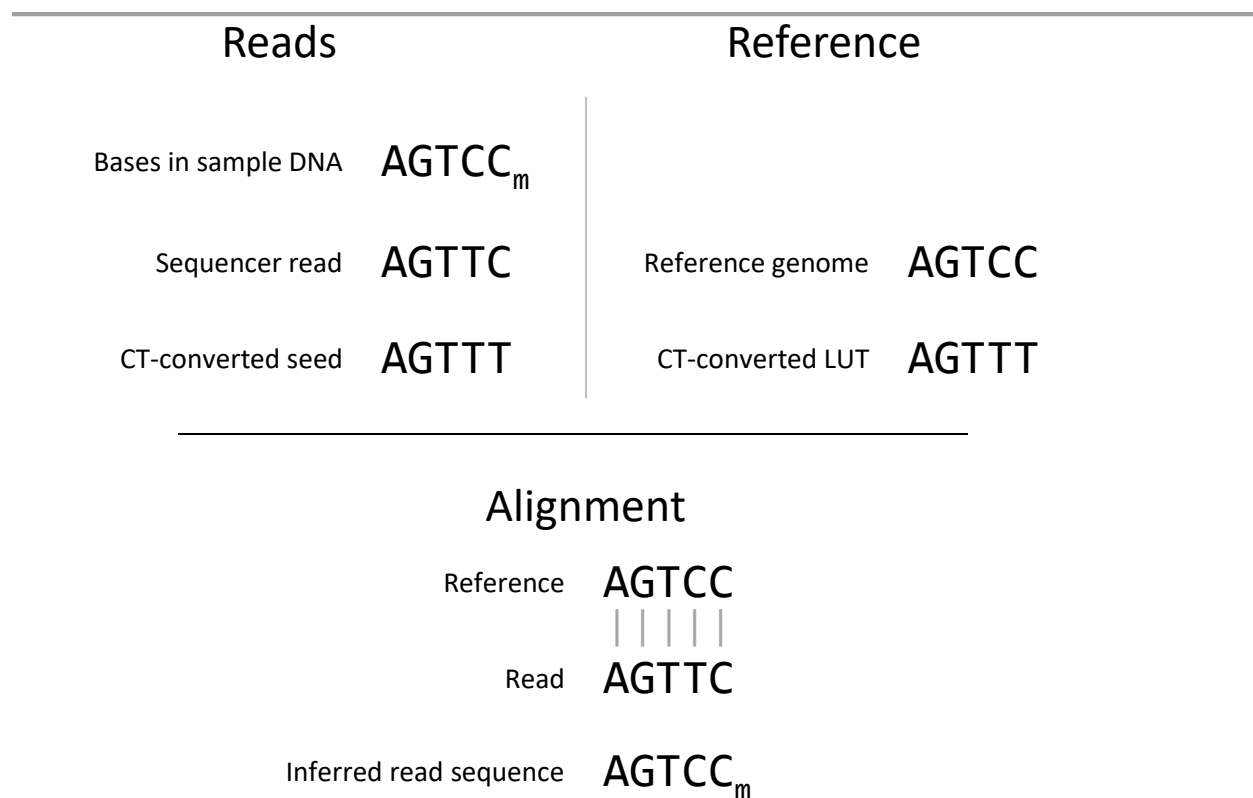 Reads
Reference
Bases in sample DNA AGTCCm
Sequencer read AGTTC
Reference genome AGTCC
CT-converted seed AGTTT
CT-converted LUT AGTTT
Alignment
Reference AGTCC
| | | | |
Read AGTTC
Inferred read sequence AGTCCm